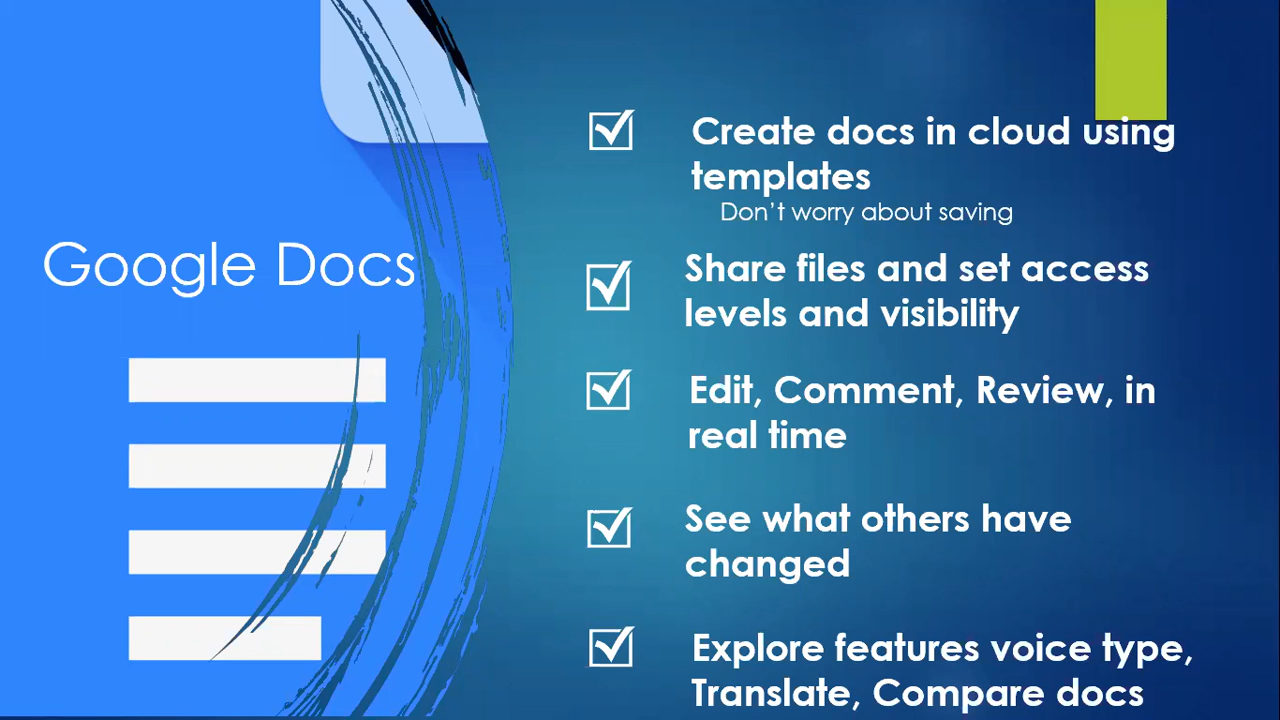 Google Docs
Create docs in cloud using
templates
Don't worry about saving
Share files and set access
levels and visibility
Edit, Comment, Review, in
real time
See what others have
changed
Explore features voice type,
Translate, Compare docs